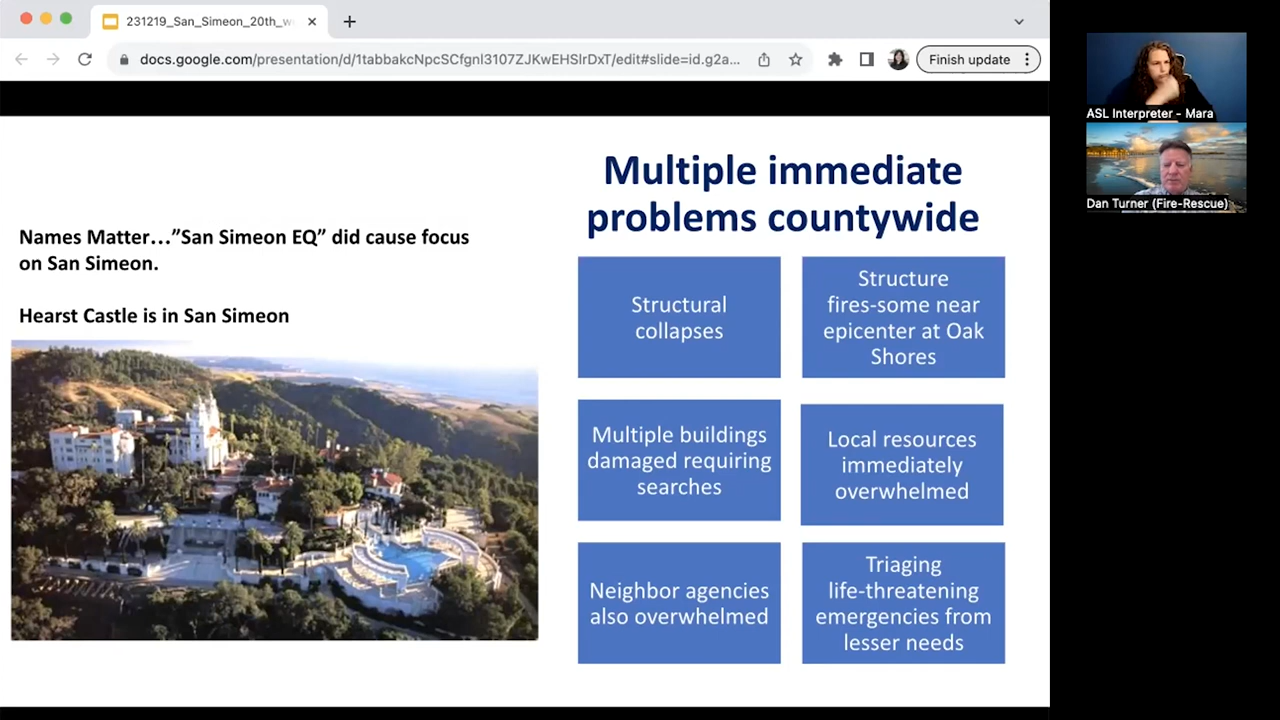 231219_San_Simeon_20th_w
docs.google.com/presentation/d/1tabbakcNpcSCfgnl3107ZJKwEHSlrDxT/edit#slide=id.g2a...
Finish update
Names Matter…”San Simeon EQ” did cause focus
on San Simeon.
Hearst Castle is in San Simeon
Multiple immediate
problems countywide
Structural
collapses
Structure
fires-some near
epicenter at Oak
Shores
Multiple buildings
damaged requiring
searches
Local resources
immediately
overwhelmed
Neighbor agencies
also overwhelmed
Triaging
life-threatening
emergencies from
lesser needs
ASL Interpreter - Mara
Dan Turner (Fire-Rescue)